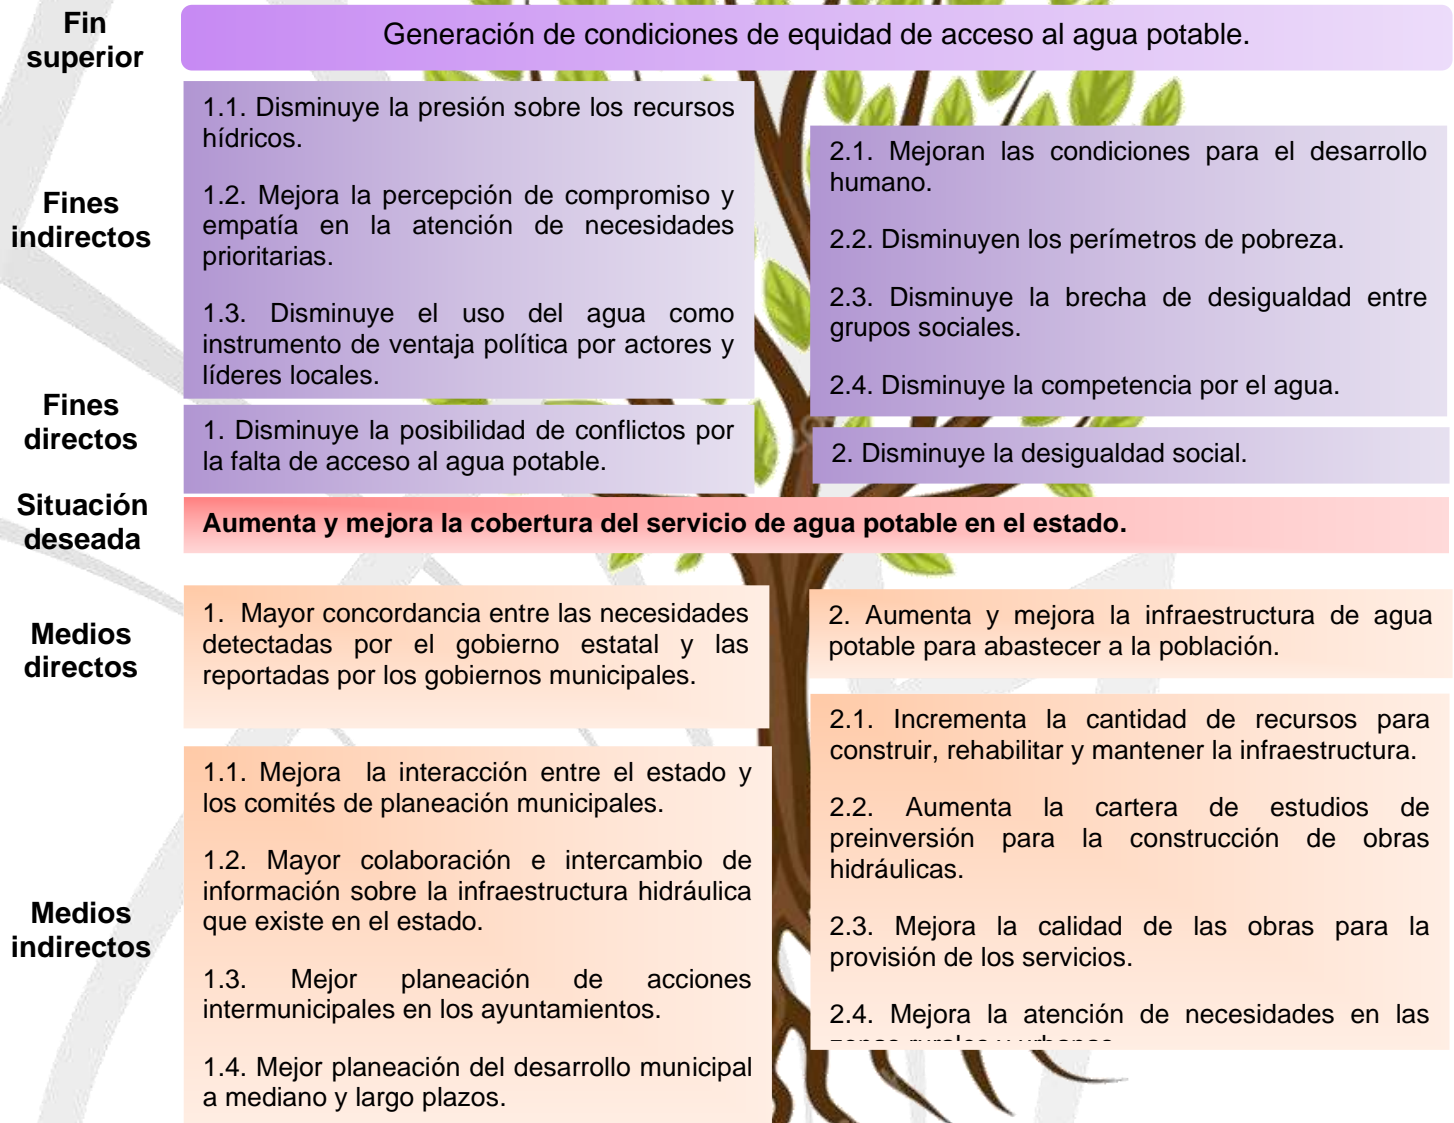 Fin
superior
Generación de condiciones de equidad de acceso al agua potable.
Fines
indirectos
1.1. Disminuye la presión sobre los recursos
hídricos.
1.2. Mejora la percepción de compromiso y
empatía en la atención de necesidades
prioritarias.
1.3. Disminuye el uso del agua como
instrumento de ventaja política por actores y
líderes locales.
2.1. Mejoran las condiciones para el desarrollo
humano.
2.2. Disminuyen los perímetros de pobreza.
2.3. Disminuye la brecha de desigualdad entre
grupos sociales.
2.4. Disminuye la competencia por el agua.
Fines
directos
1. Disminuye la posibilidad de conflictos por
la falta de acceso al agua potable.
2. Disminuye la desigualdad social.
Situación
deseada
Aumenta y mejora la cobertura del servicio de agua potable en el estado.
Medios
directos
1. Mayor concordancia entre las necesidades
detectadas por el gobierno estatal y las
reportadas por los gobiernos municipales.
2. Aumenta y mejora la infraestructura de agua
potable para abastecer a la población.
Medios
indirectos
1.1. Mejora la interacción entre el estado y
los comités de planeación municipales.
1.2. Mayor colaboración e intercambio de
información sobre la infraestructura hidráulica
que existe en el estado.
1.3. Mejor planeación de acciones
intermunicipales en los ayuntamientos.
1.4. Mejor planeación del desarrollo municipal
a mediano y largo plazos.
2.1. Incrementa la cantidad de recursos para
construir, rehabilitar y mantener la infraestructura.
2.2. Aumenta la cartera de estudios de
preinversión para la construcción de obras
hidráulicas.
2.3. Mejora la calidad de las obras para la
provisión de los servicios.
2.4. Mejora la atención de necesidades en las
zonas rurales y urbanas